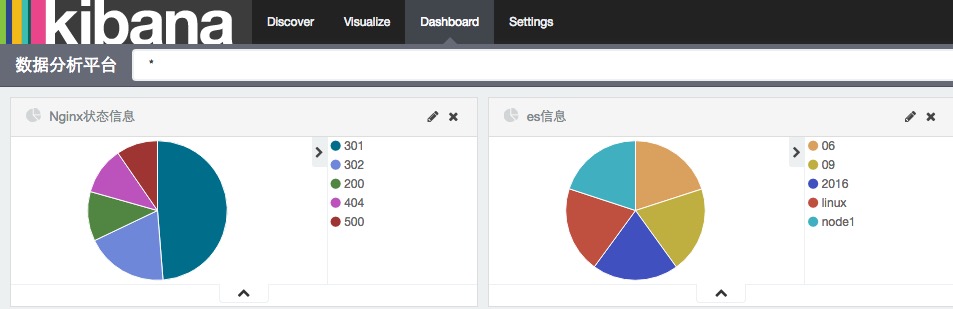 kibana
Discover
Visualize
Dashboard
Settings
数据分析平台
*
Nginx状态信息
301
302
200
404
500
es信息
06
09
2016
linux
node1